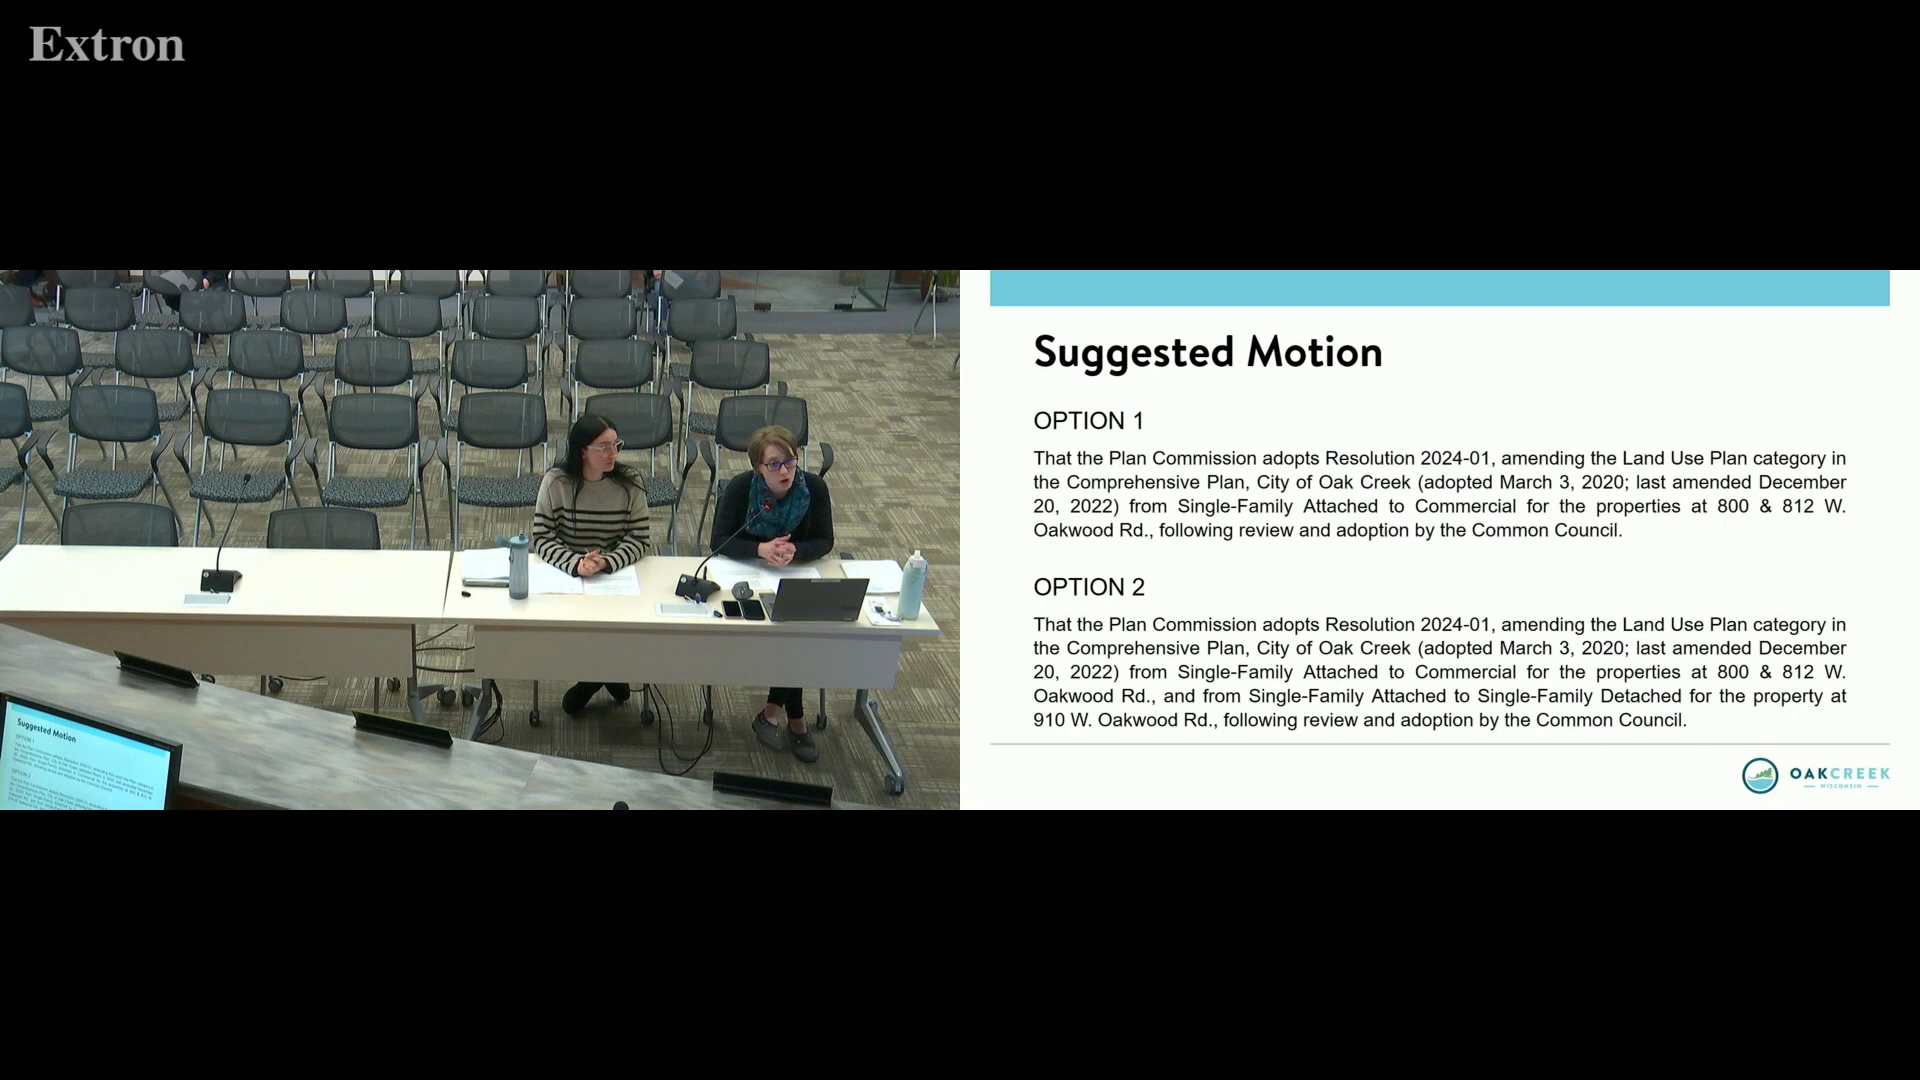 Extron
Suggested Motion
OPTION 1
That the Plan Commission adopts Resolution 2024-01, amending the Land Use Plan category in
the Comprehensive Plan, City of Oak Creek (adopted March 3, 2020; last amended December
20, 2022) from Single-Family Attached to Commercial for the properties at 800 & 812 W.
Oakwood Rd., following review and adoption by the Common Council.
OPTION 2
That the Plan Commission adopts Resolution 2024-01, amending the Land Use Plan category in
the Comprehensive Plan, City of Oak Creek (adopted March 3, 2020; last amended December
20, 2022) from Single-Family Attached to Commercial for the properties at 800 & 812 W.
Oakwood Rd., and from Single-Family Attached to Single-Family Detached for the property at
910 W. Oakwood Rd., following review and adoption by the Common Council.
OAKCREEK
WISCONSIN
Suggested Motion